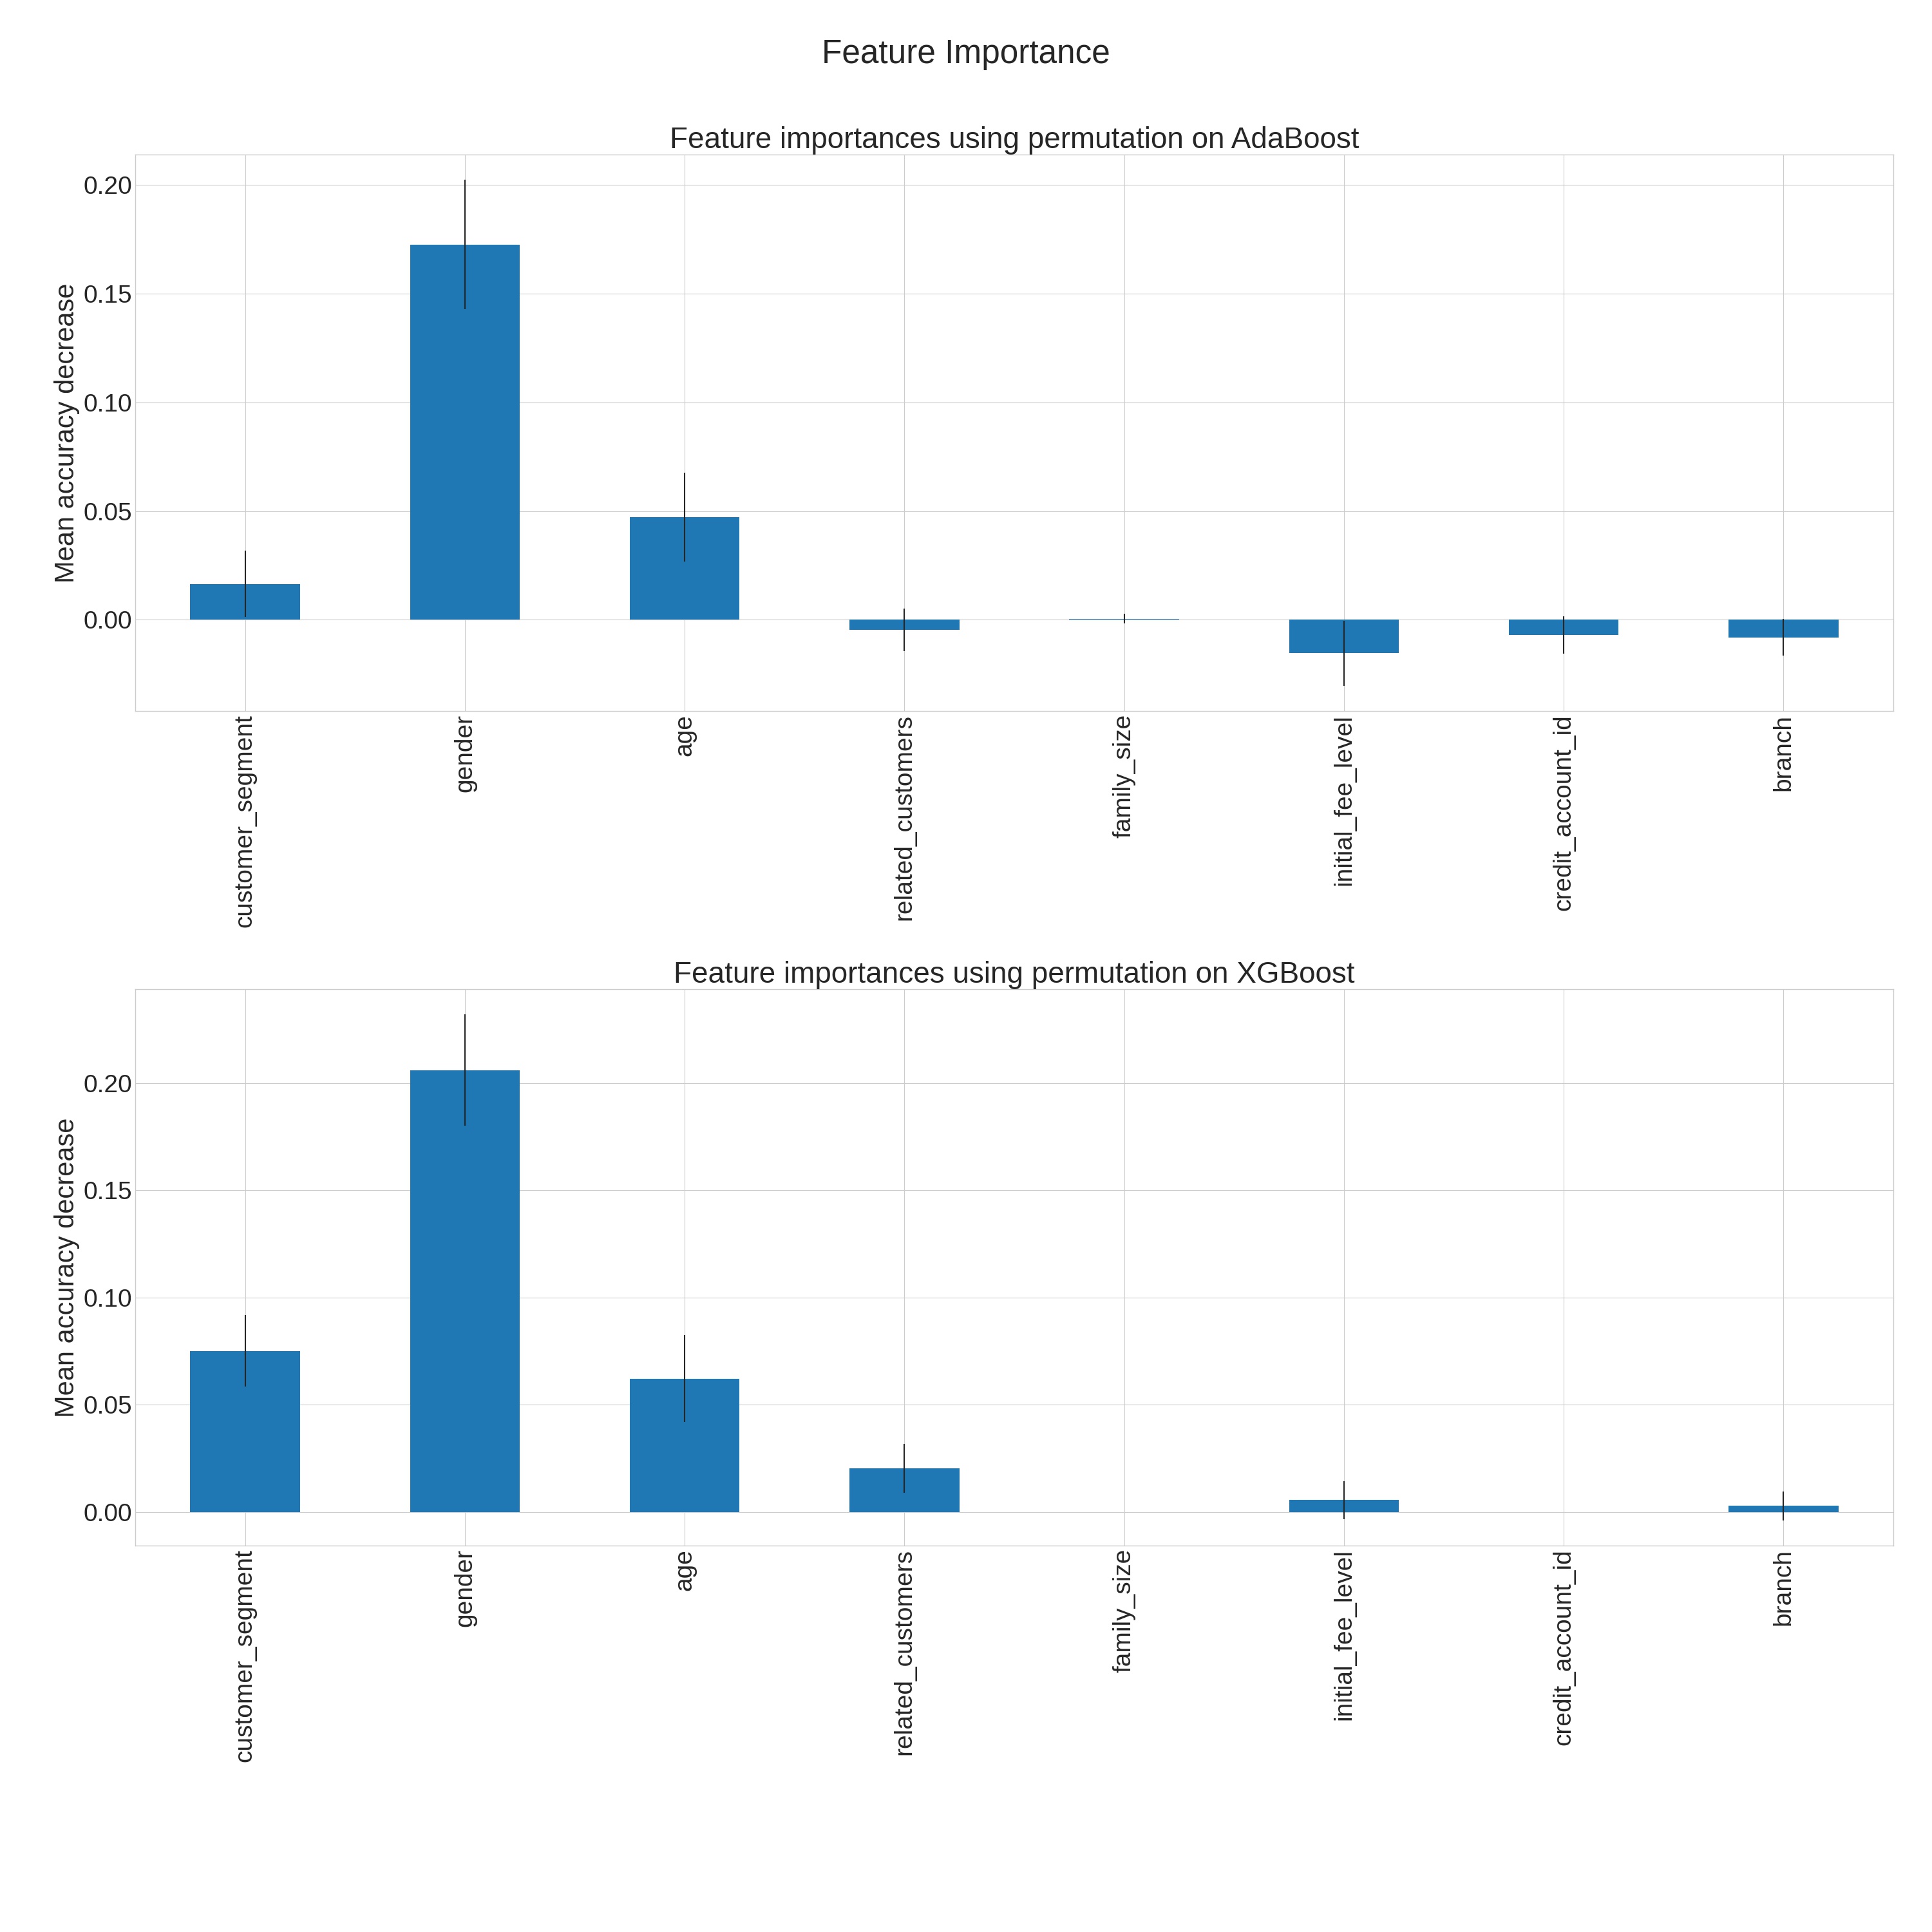 Feature Importance
Feature importances using permutation on AdaBoost
Mean accuracy decrease
0.20
0.15
0.10
0.05
0.00
customer_segment
gender
age
related_customers
family_size
initial_fee_level
credit_account_id
branch
Feature importances using permutation on XGBoost
Mean accuracy decrease
0.20
0.15
0.10
0.05
0.00
customer_segment
gender
age
related_customers
family_size
initial_fee_level
credit_account_id
branch